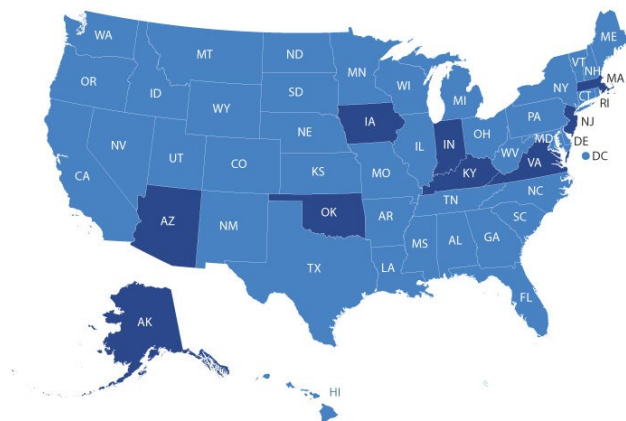 WA
MT
ND
MN
ME
VT
NH
MA
OR
ID
SD
WI
MI
NY
CT
RI
WY
IA
PA
NJ
NV
NE
IL
IN
OH
DE
MD
DC
UT
CO
KS
MO
WV
VA
CA
KY
NC
AZ
NM
OK
AR
TN
SC
MS
AL
GA
TX
LA
FL
AK
HI